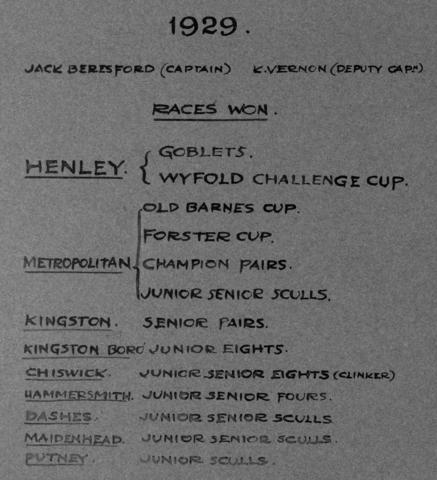 1929.
JACK BERESFORD (CAPTAIN) K.VERNON (DEPUTY CAPN)
RACES WON.
HENLEY. { GOBLETS.
WYFOLD CHALLENGE CUP.
OLD BARNES CUP.
FORSTER CUP.
METROPOLITAN { CHAMPION PAIRS.
JUNIOR SENIOR SCULLS.
KINGSTON. SENIOR PAIRS.
KINGSTON BORO JUNIOR EIGHTS.
CHISWICK. JUNIOR SENIOR EIGHTS (CLINKER)
HAMMERSMITH. JUNIOR SENIOR FOURS.
DASHES. JUNIOR SENIOR SCULLS
MAIDENHEAD. JUNIOR SENIOR SCULLS.
PUTNEY. JUNIOR SCULLS.